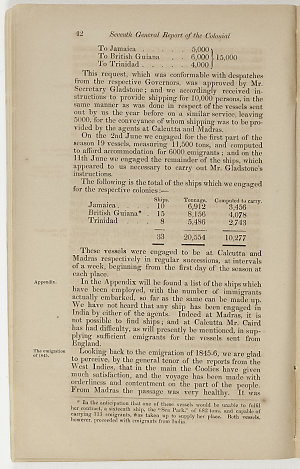 42 Seventh General Report of the Colonial
To Jamaica . . . . . 5,000
To British Guiana . . 6,000 } 15,000
To Trinidad . . . . . 4,000
This request, which was conformable with despatches
from the respective Governors, was approved by Mr.
Secretary Gladstone; and we accordingly received in-
structions to provide shipping for 10,000 persons, in the
same manner as was done in respect of the vessels sent
out by us the year before on a similar service, leaving
5000, for the conveyance of whom shipping was to be pro-
vided by the agents at Calcutta and Madras.
On the 2nd June we engaged for the first part of the
season 19 vessels, measuring 11,500 tons, and computed
to afford accommodation for 6000 emigrants; and on the
11th June we engaged the remainder of the ships, which
appeared to us necessary to carry out Mr. Gladstone's
instructions.
The following is the total of the ships which we engaged
for the respective colonies:—
Ships. Tonnage. Computed to carry.
Jamaica . . . 10 6,912 3,456
British Guiana* . 15 8,156 4,078
Trinidad . . . 8 5,486 2,743
33 20,554 10,277
These vessels were engaged to be at Calcutta and
Madras respectively in regular successions, at intervals
of a week, beginning from the first day of the season at
each place.
Appendix. In the Appendix will be found a list of the ships which
have been employed, with the number of immigrants
actually embarked, so far as the same can be made up.
We have not heard that any ship has been engaged in
India by either of the agents. Indeed at Madras, it is
not possible to find ships; and at Calcutta Mr. Caird
has had difficulty, as will presently be mentioned, in sup-
plying sufficient emigrants for the vessels sent from
England.
The emigration Looking back to the emigration of 1845-6, we are glad
of 1845. to perceive, by the general tenor of the reports from the
West Indies, that in the main the Coolies have given
much satisfaction, and the voyage has been made with
orderliness and contentment on the part of the people.
From Madras the passage was very healthy. It was
* In the anticipation that one of these vessels would be unable to fulfil
her contract, a sixteenth ship, the "Sea Park," of 682 tons, and capable of
carrying 333 emigrants, was taken up to supply her place. Both vessels,
however, proceeded with emigrants from India.